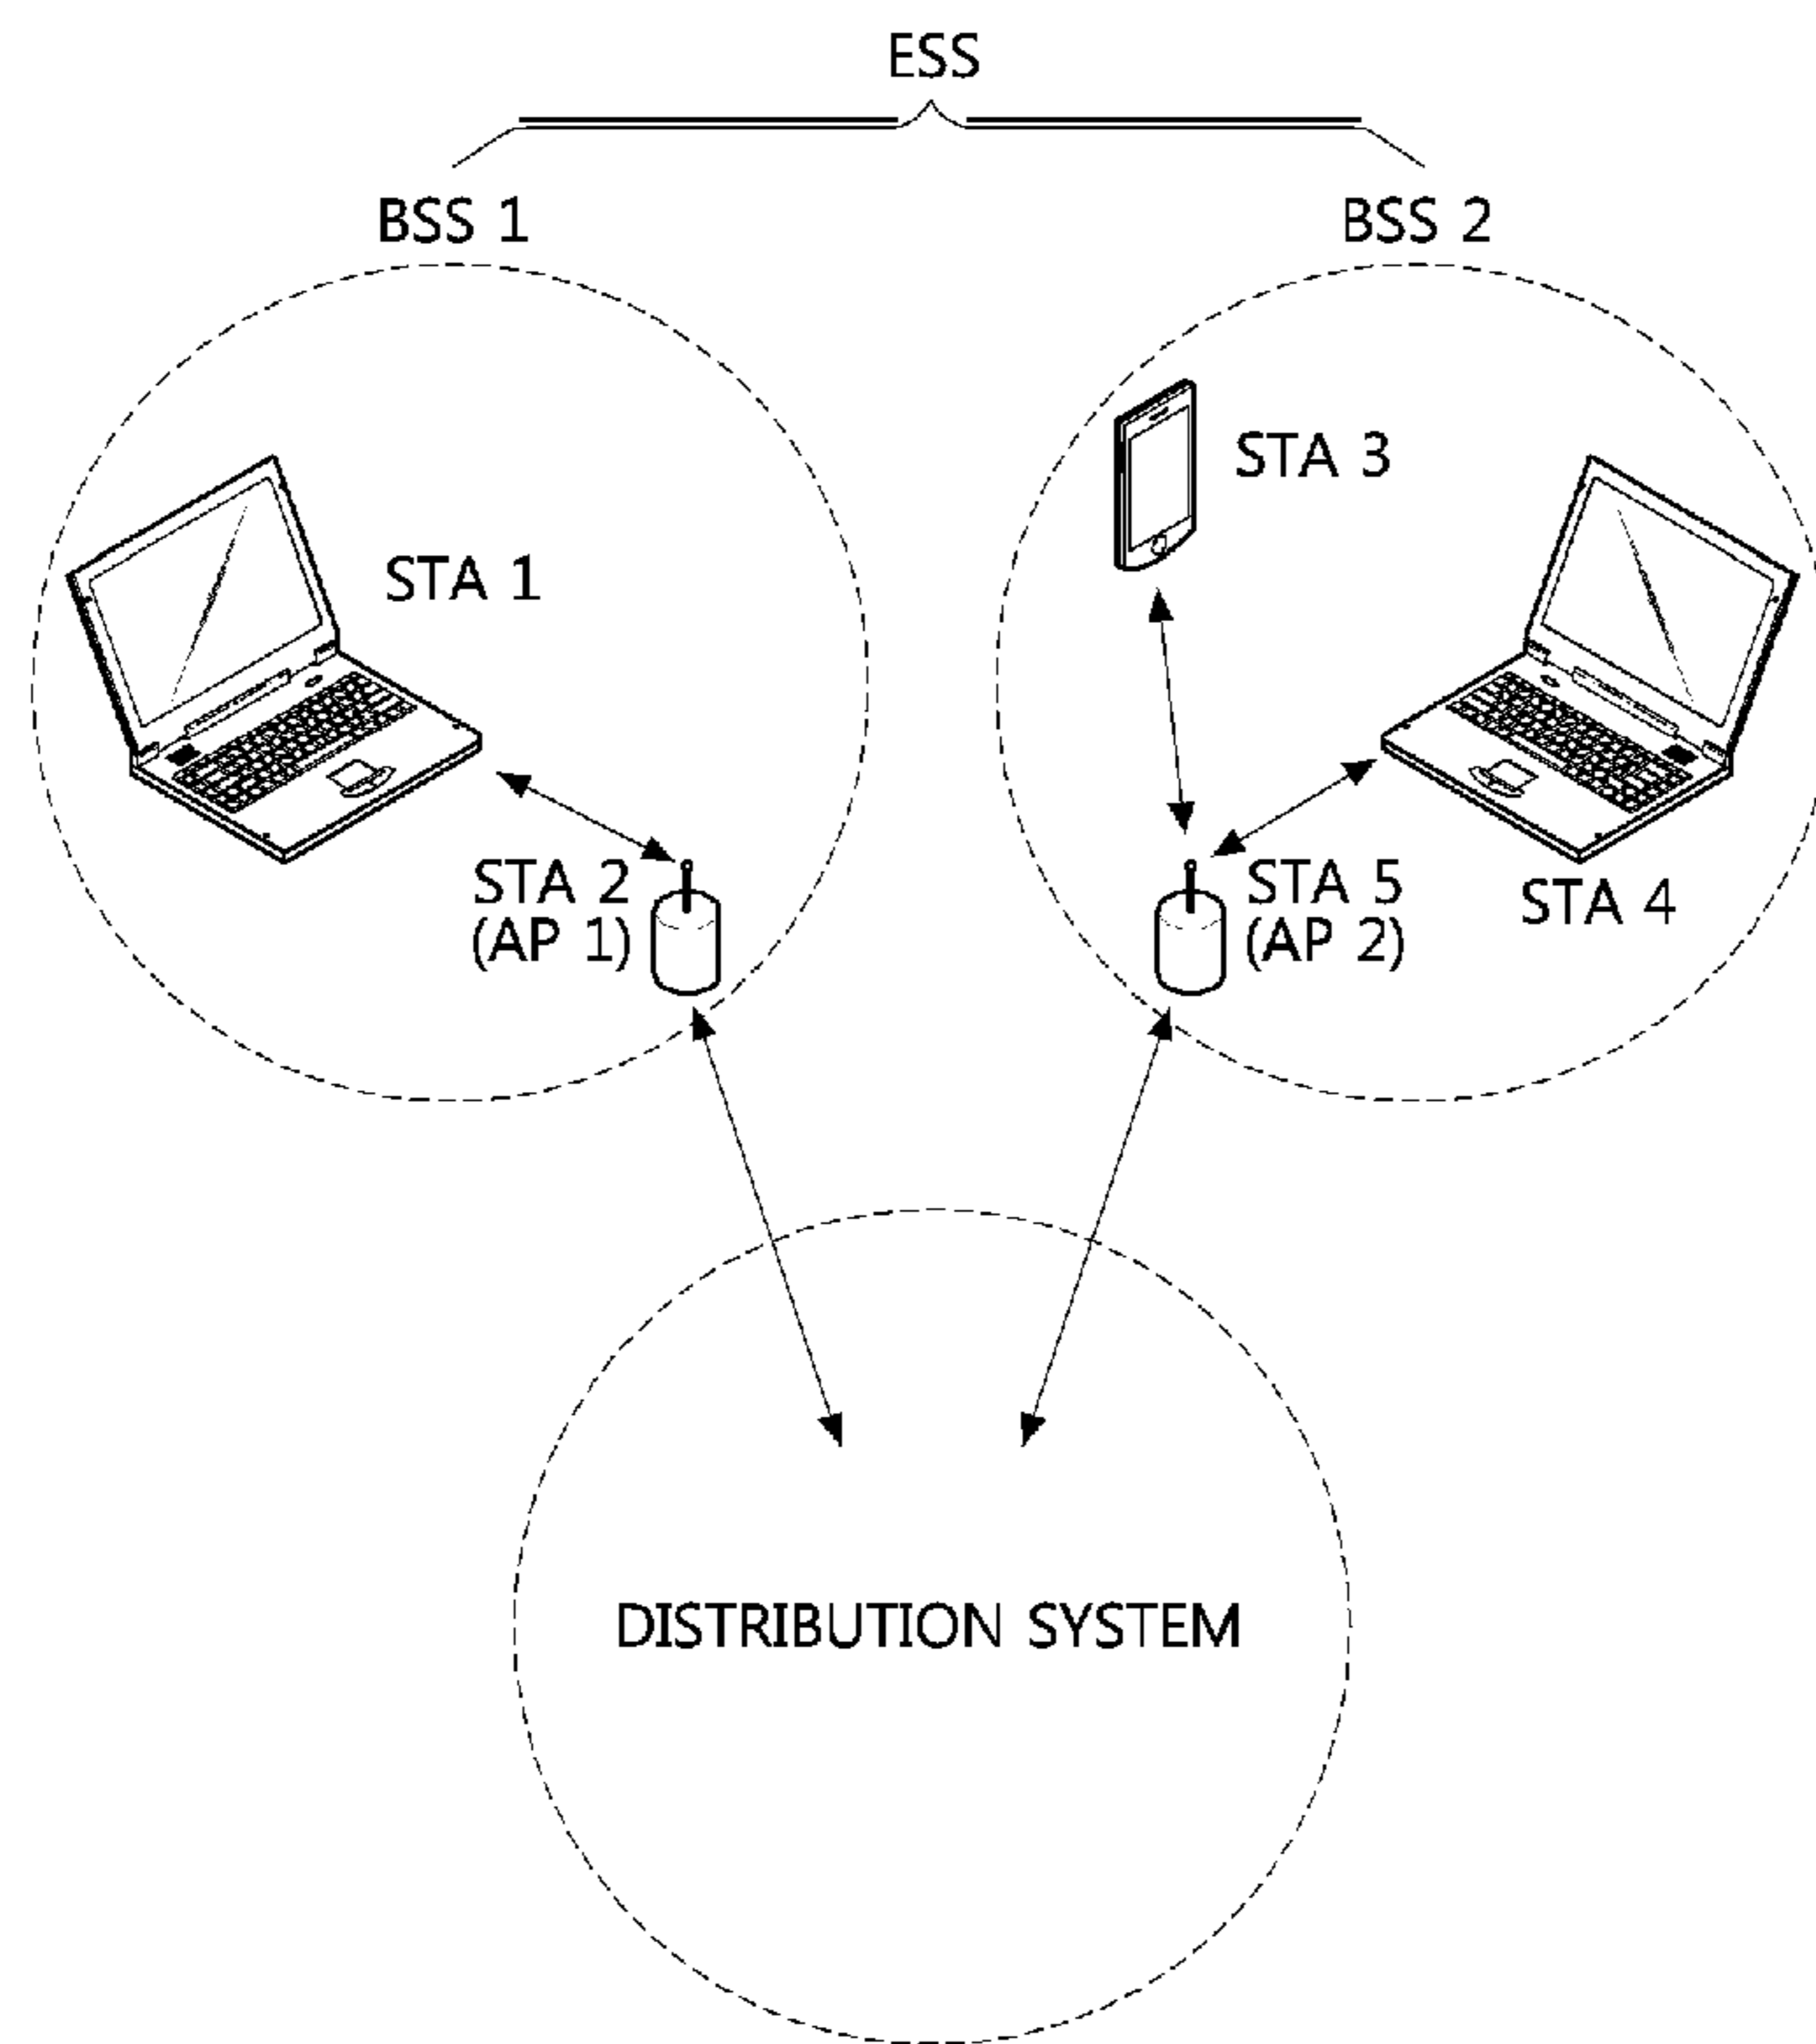 ESS
BSS 1
BSS 2
STA 3
STA 1
STA 2
(AP 1)
STA 5
(AP 2)
STA 4
DISTRIBUTION SYSTEM